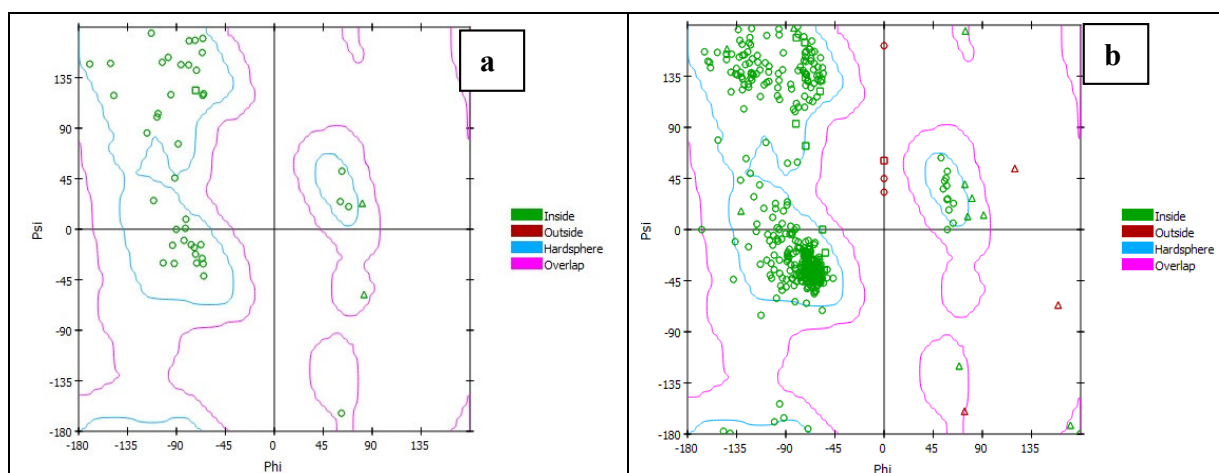 a
135
90
45
0
-45
-90
-135
-180
-180 -135 -90 -45 0 45 90 135
Psi
Phi
Inside
Outside
Hardsphere
Overlap
b
135
90
45
0
-45
-90
-135
-180
-180 -135 -90 -45 0 45 90 135
Psi
Phi
Inside
Outside
Hardsphere
Overlap